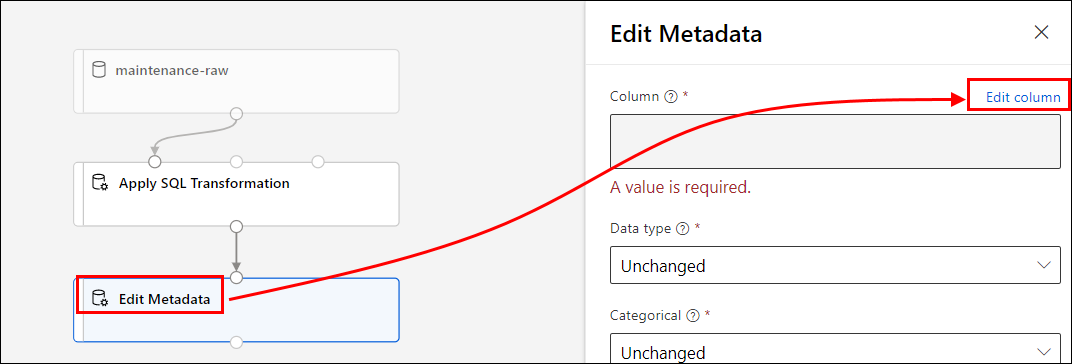 maintenance-raw
Apply SQL Transformation
Edit Metadata
Edit Metadata
Column ? *
Edit column
A value is required.
Data type ? *
Unchanged
Categorical ? *
Unchanged